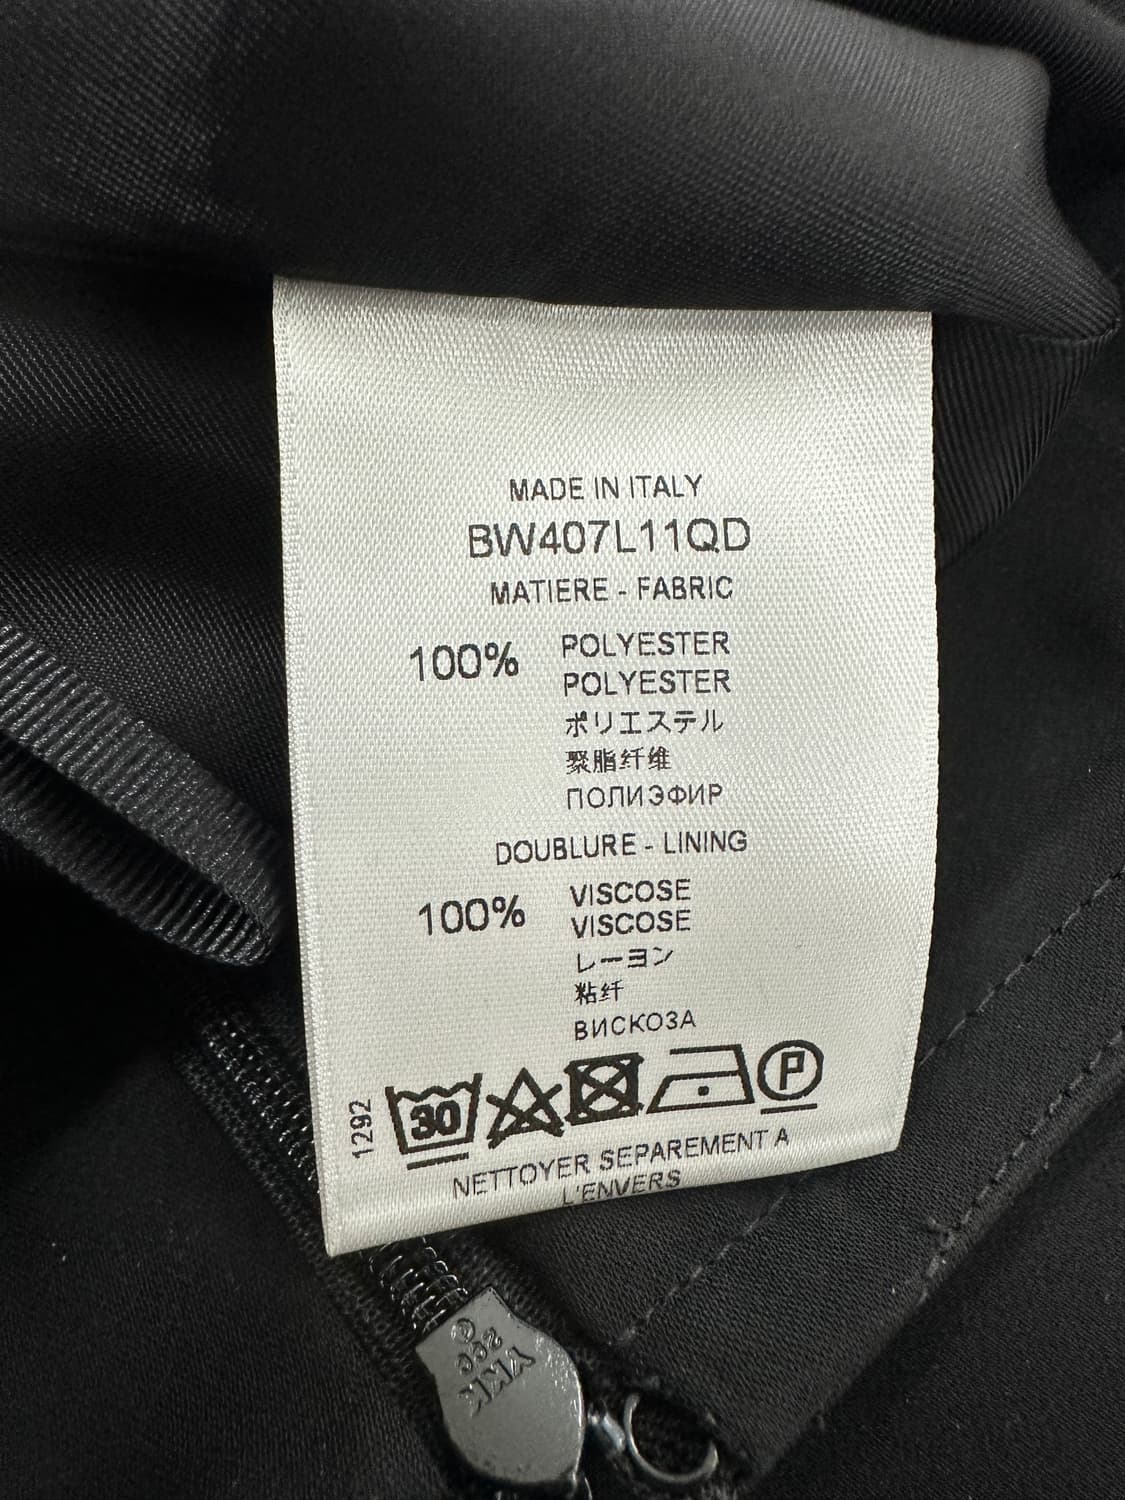 MADE IN ITALY
BW407L11QD
MATIERE - FABRIC
100% POLYESTER
POLYESTER
ポリエステル
聚脂纤维
ПОЛИЭФИР
DOUBLURE - LINING
100% VISCOSE
VISCOSE
レーヨン
粘纤
ВИСКОЗА
1292
30
P
NETTOYER SEPAREMENT A
L'ENVERS
YKK